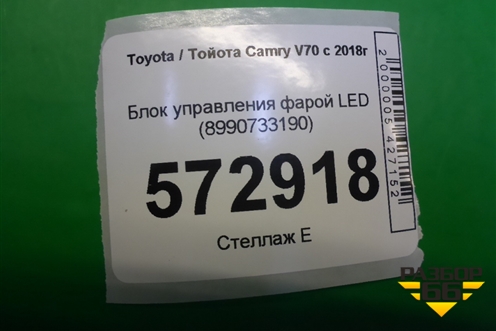 Toyota / Тойота Camry V70 с 2018г
Блок управления фарой LED
(8990733190)
572918
Стеллаж Е
2000005427152
РАЗБОР
66